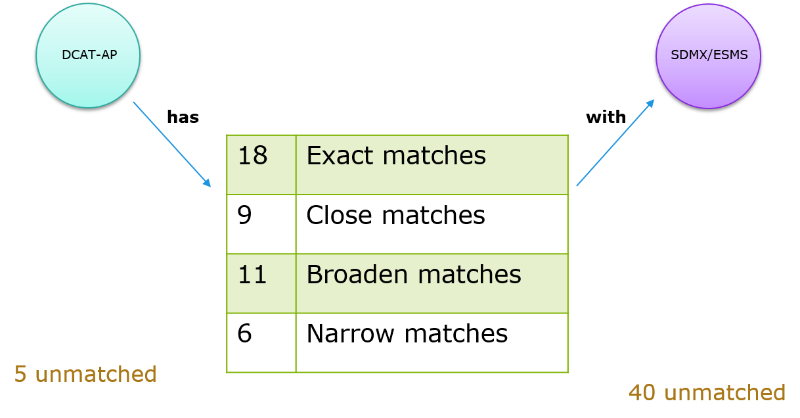 DCAT-AP
SDMX/ESMS
has
with
18 Exact matches
9 Close matches
11 Broaden matches
6 Narrow matches
5 unmatched
40 unmatched